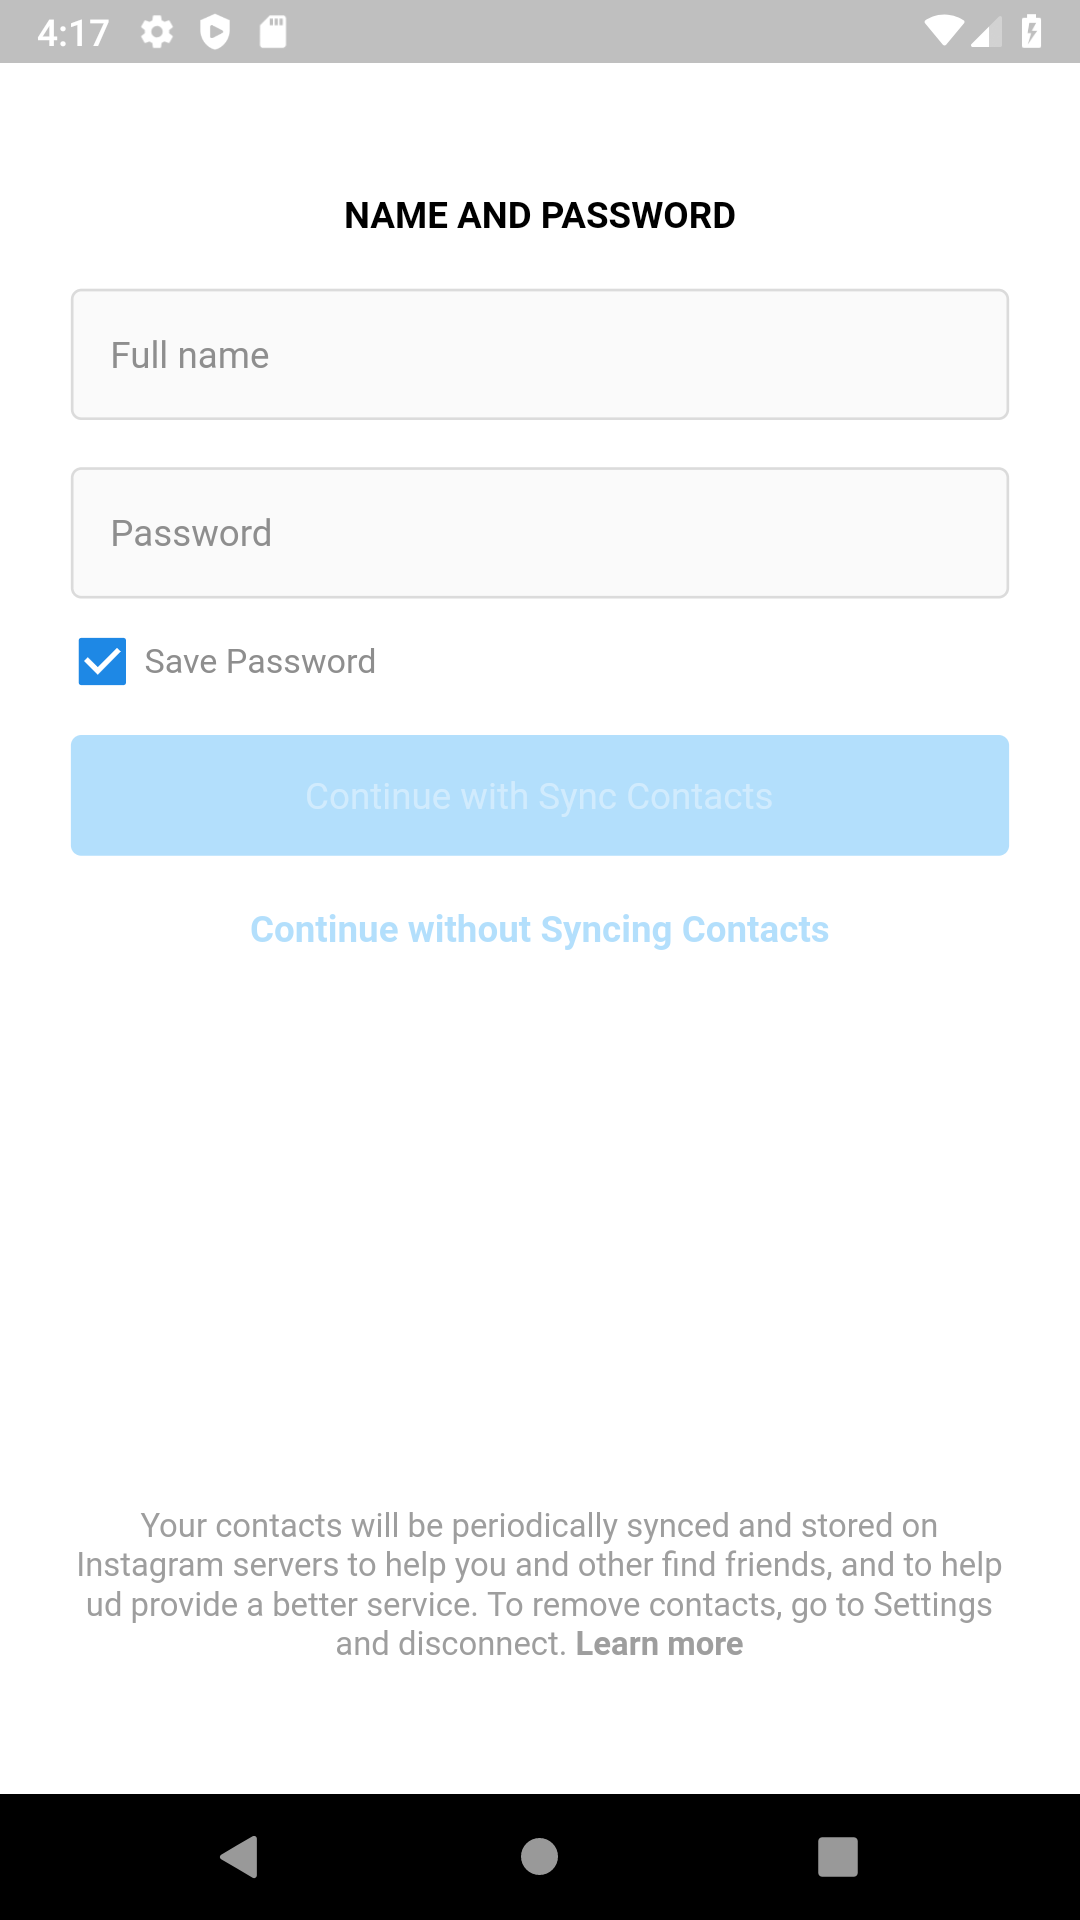 4:17
NAME AND PASSWORD
Full name
Password
Save Password
Continue with Sync Contacts
Continue without Syncing Contacts
Your contacts will be periodically synced and stored on
Instagram servers to help you and other find friends, and to help
ud provide a better service. To remove contacts, go to Settings
and disconnect. Learn more